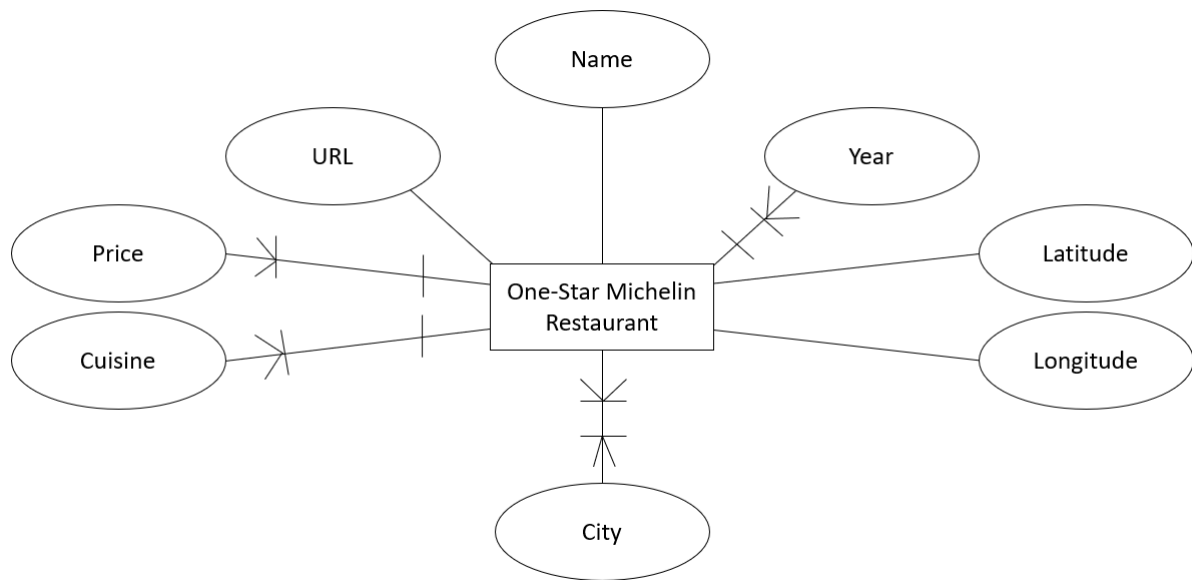 Name
URL
Year
Price
Latitude
One-Star Michelin
Restaurant
Cuisine
Longitude
City